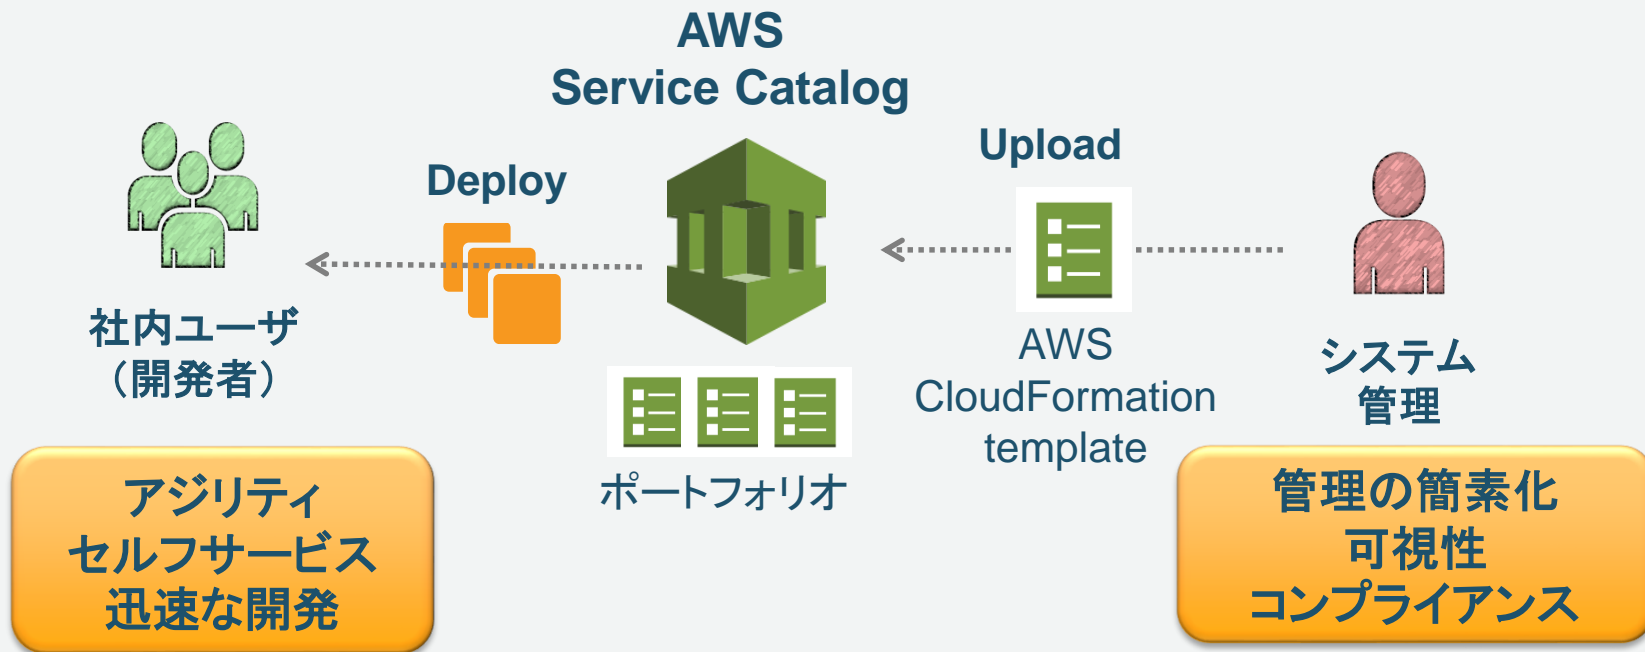 AWS
Service Catalog
Deploy
Upload
社内ユーザ
（開発者）
ポートフォリオ
AWS
CloudFormation
template
システム
管理
アジリティ
セルフサービス
迅速な開発
管理の簡素化
可視性
コンプライアンス